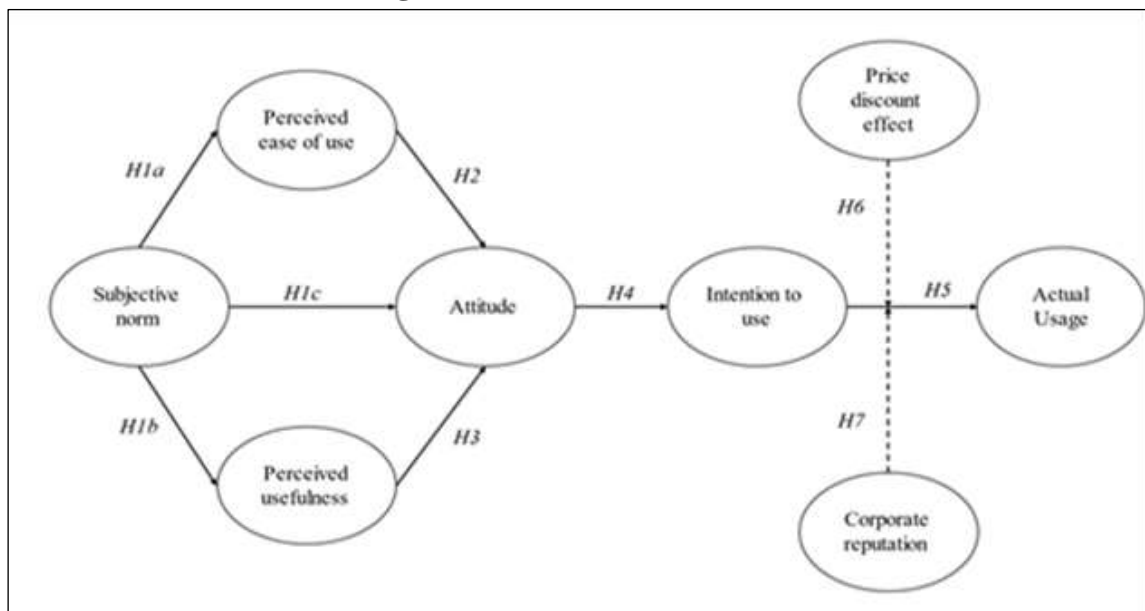 Perceived
ease of use
Price
discount
effect
H1a
H2
H6
Subjective
norm
H1c
Attitude
H4
Intention to
use
H5
Actual
Usage
H1b
H3
H7
Perceived
usefulness
Corporate
reputation